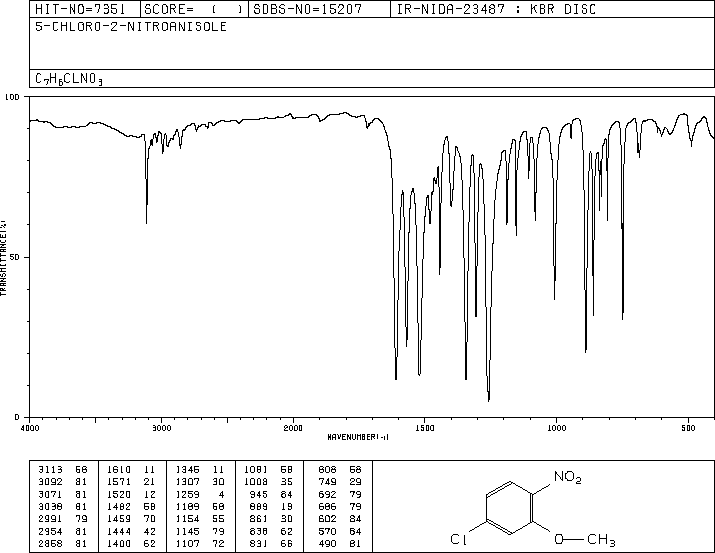 HIT-NO=7351 SCORE= ( ) SDBS-NO=15207 IR-NIDA-23487 : KBR DISC
5-CHLORO-2-NITROANISOLE
C7H6CLNO3
100
TRANSMITTANCE(%)
50
0
4000 3000 2000 1500 1000 500
WAVENUMBER(-1)
3113 58 1610 11 1346 11 1081 58 808 58
3092 81 1571 21 1307 30 1008 35 749 29
3071 81 1520 12 1259 4 945 84 692 79
3038 81 1482 58 1189 58 889 19 686 79
2991 79 1459 70 1154 55 861 30 602 84
2954 81 1444 42 1145 79 838 62 570 84
2858 81 1400 62 1107 72 831 66 490 81
NO2
Cl
O CH3